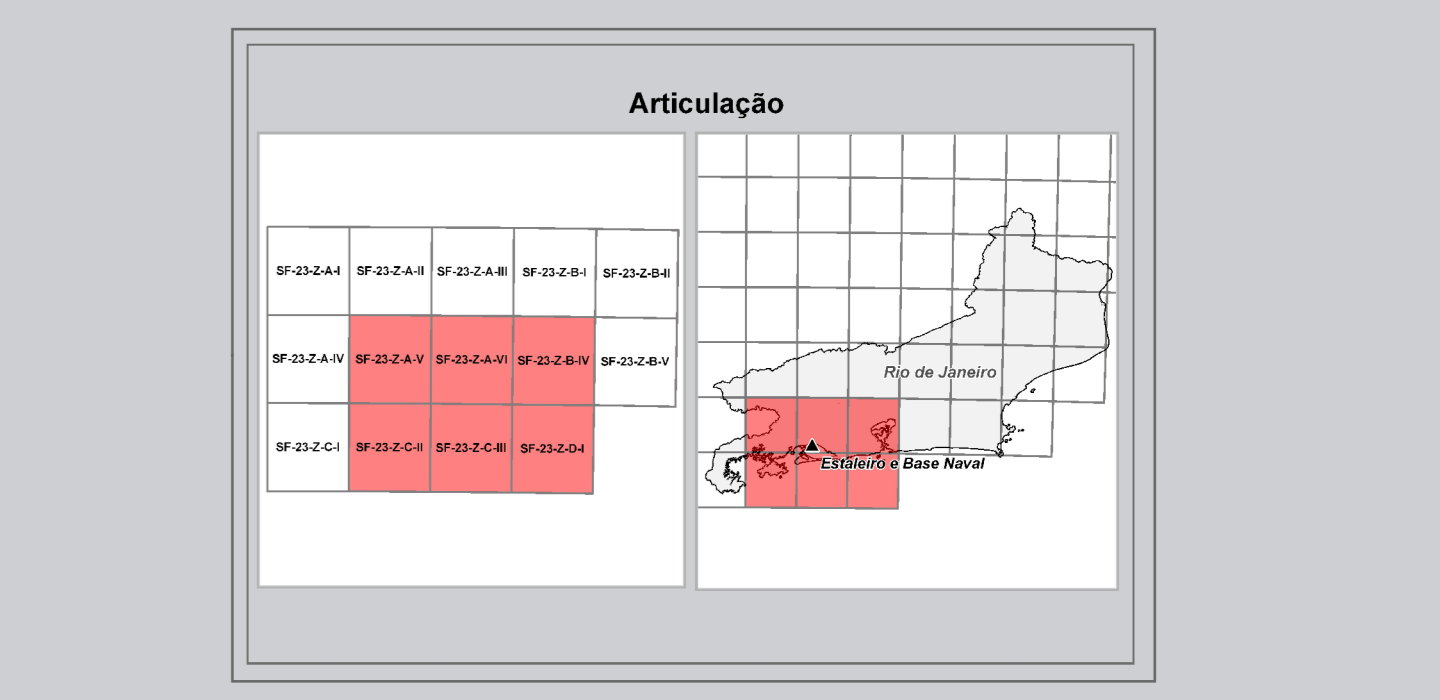 Articulação
SF-23-Z-A-I
SF-23-Z-A-II
SF-23-Z-A-III
SF-23-Z-B-I
SF-23-Z-B-II
SF-23-Z-A-IV
SF-23-Z-A-V
SF-23-Z-A-VI
SF-23-Z-B-IV
SF-23-Z-B-V
SF-23-Z-C-I
SF-23-Z-C-II
SF-23-Z-C-III
SF-23-Z-D-I
Rio de Janeiro
Estaleiro e Base Naval